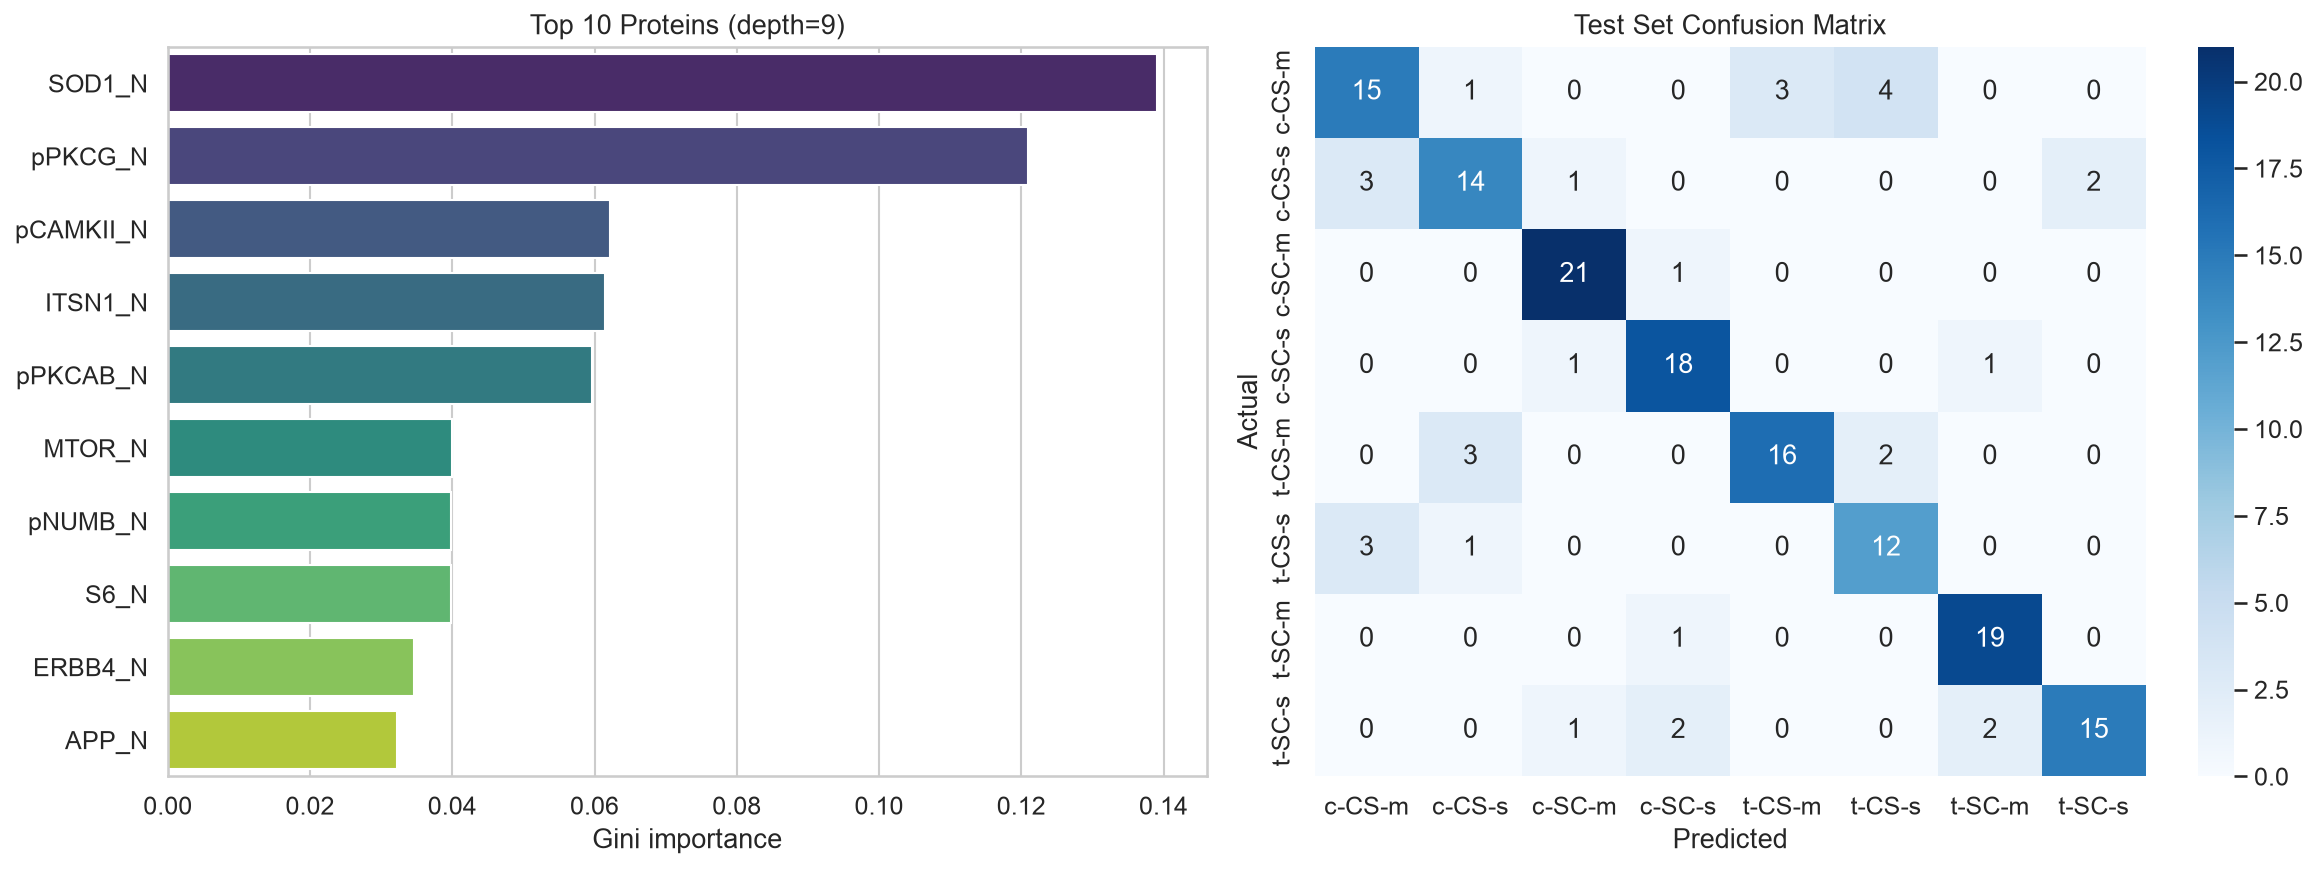 Top 10 Proteins (depth=9)
SOD1_N
pPKCG_N
pCAMKII_N
ITSN1_N
pPKCAB_N
MTOR_N
pNUMB_N
S6_N
ERBB4_N
APP_N
0.00 0.02 0.04 0.06 0.08 0.10 0.12 0.14
Gini importance
Test Set Confusion Matrix
Actual
c-CS-m 15 1 0 0 3 4 0 0
c-CS-s 3 14 1 0 0 0 0 2
c-SC-m 0 0 21 1 0 0 0 0
c-SC-s 0 0 1 18 0 0 1 0
t-CS-m 0 3 0 0 16 2 0 0
t-CS-s 3 1 0 0 0 12 0 0
t-SC-m 0 0 0 1 0 0 19 0
t-SC-s 0 0 1 2 0 0 2 15
c-CS-m c-CS-s c-SC-m c-SC-s t-CS-m t-CS-s t-SC-m t-SC-s
Predicted
20.0
17.5
15.0
12.5
10.0
7.5
5.0
2.5
0.0